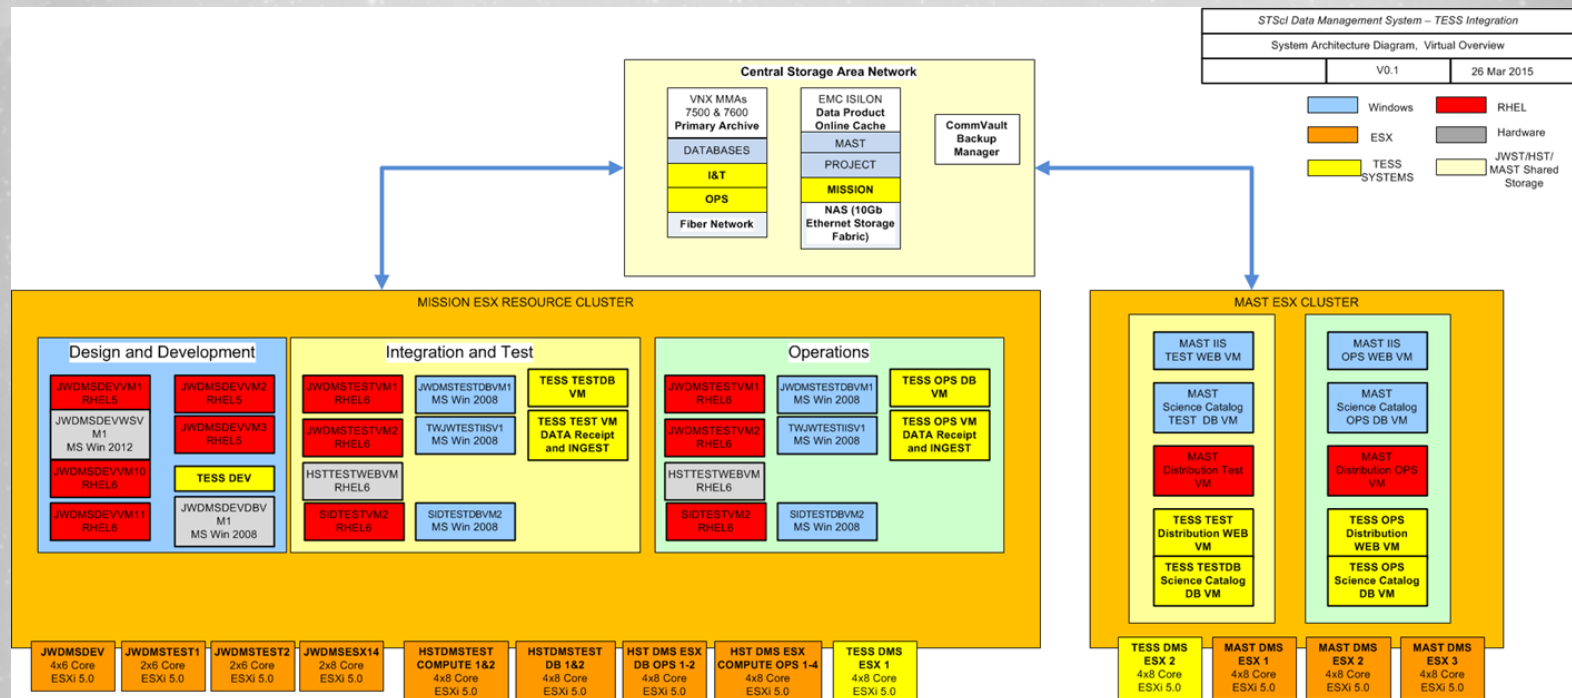 STScI Data Management System – TESS Integration
System Architecture Diagram, Virtual Overview
V0.1
26 Mar 2015
Windows
RHEL
ESX
Hardware
TESS
SYSTEMS
JWST/HST/
MAST Shared
Storage
Central Storage Area Network
VNX MMAs
7500 & 7600
Primary Archive
DATABASES
I&T
OPS
Fiber Network
EMC ISILON
Data Product
Online Cache
MAST
PROJECT
MISSION
NAS (10Gb
Ethernet Storage
Fabric)
CommVault
Backup
Manager
MISSION ESX RESOURCE CLUSTER
Design and Development
JWDMSDEVVM1
RHEL5
JWDMSDEVWSV
M1
MS Win 2012
JWDMSDEVVM10
RHEL6
JWDMSDEVVM11
RHEL6
JWDMSDEVVM2
RHEL5
JWDMSDEVVM3
RHEL5
TESS DEV
JWDMSDEVDBV
M1
MS Win 2008
Integration and Test
JWDMSTESTVM1
RHEL6
JWDMSTESTVM2
RHEL6
HSTTESTWEBVM
RHEL6
SIDTESTVM2
RHEL6
JWDMSTESTDBVM1
MS Win 2008
TWJWTESTIISV1
MS Win 2008
SIDTESTDBVM2
MS Win 2008
TESS TESTDB
VM
TESS TEST VM
DATA Receipt
and INGEST
Operations
JWDMSTESTVM1
RHEL6
JWDMSTESTVM2
RHEL6
HSTTESTWEBVM
RHEL6
SIDTESTVM2
RHEL6
JWDMSTESTDBVM1
MS Win 2008
TWJWTESTIISV1
MS Win 2008
SIDTESTDBVM2
MS Win 2008
TESS OPS DB
VM
TESS OPS VM
DATA Receipt
and INGEST
JWDMSDEV
4x6 Core
ESXi 5.0
JWDMSTEST1
2x6 Core
ESXi 5.0
JWDMSTEST2
2x6 Core
ESXi 5.0
JWDMSESX14
2x8 Core
ESXi 5.0
HSTDMSTEST
COMPUTE 1&2
4x8 Core
ESXi 5.0
HSTDMSTEST
DB 1&2
4x8 Core
ESXi 5.0
HST DMS ESX
DB OPS 1-2
4x8 Core
ESXi 5.0
HST DMS ESX
COMPUTE OPS 1-4
4x8 Core
ESXi 5.0
TESS DMS
ESX 1
4x8 Core
ESXi 5.0
MAST ESX CLUSTER
MAST IIS
TEST WEB VM
MAST
Science Catalog
TEST DB VM
MAST
Distribution Test
VM
TESS TEST
Distribution WEB
VM
TESS TESTDB
Science Catalog
DB VM
MAST IIS
OPS WEB VM
MAST
Science Catalog
OPS DB VM
MAST
Distribution OPS
VM
TESS OPS
Distribution
WEB VM
TESS OPS
Science Catalog
DB VM
TESS DMS
ESX 2
4x8 Core
ESXi 5.0
MAST DMS
ESX 1
4x8 Core
ESXi 5.0
MAST DMS
ESX 2
4x8 Core
ESXi 5.0
MAST DMS
ESX 3
4x8 Core
ESXi 5.0